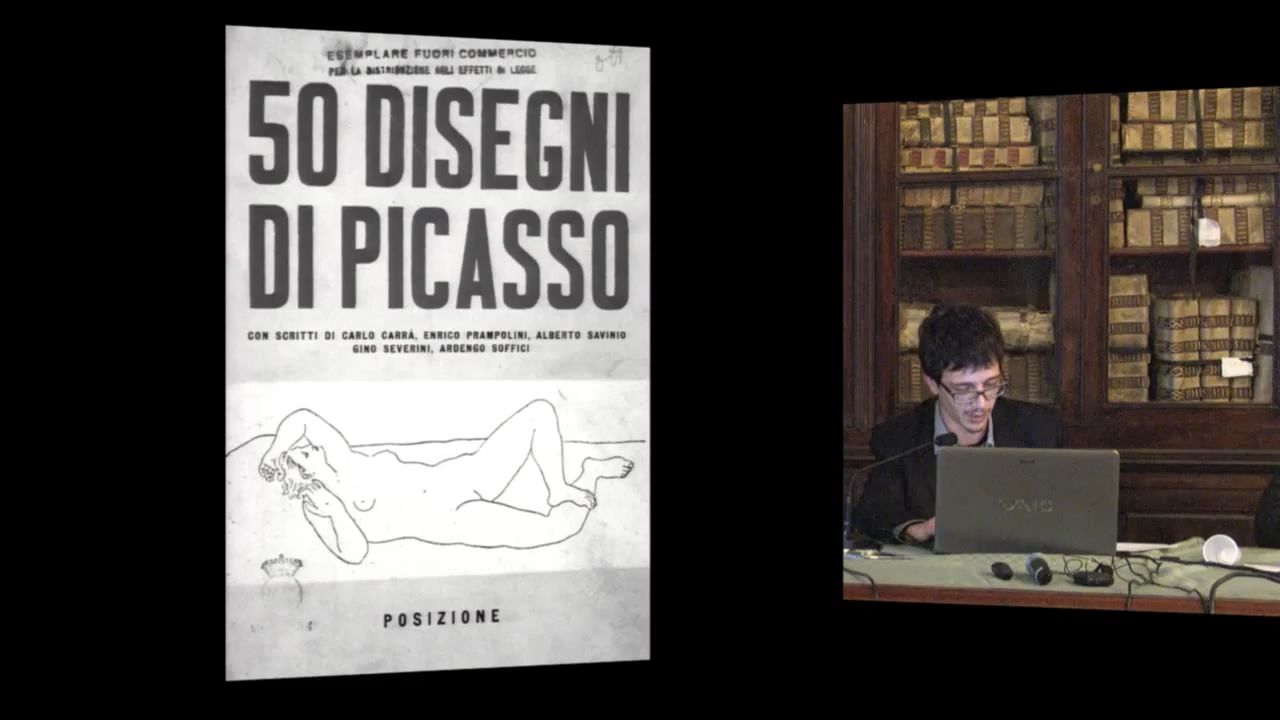 ESEMPLARE FUORI COMMERCIO
PER LA DISTRIBUZIONE AGLI EFFETTI DI LEGGE
50 DISEGNI
DI PICASSO
CON SCRITTI DI CARLO CARRÀ, ENRICO PRAMPOLINI, ALBERTO SAVINIO
GINO SEVERINI, ARDENGO SOFFICI
POSIZIONE
VAIO